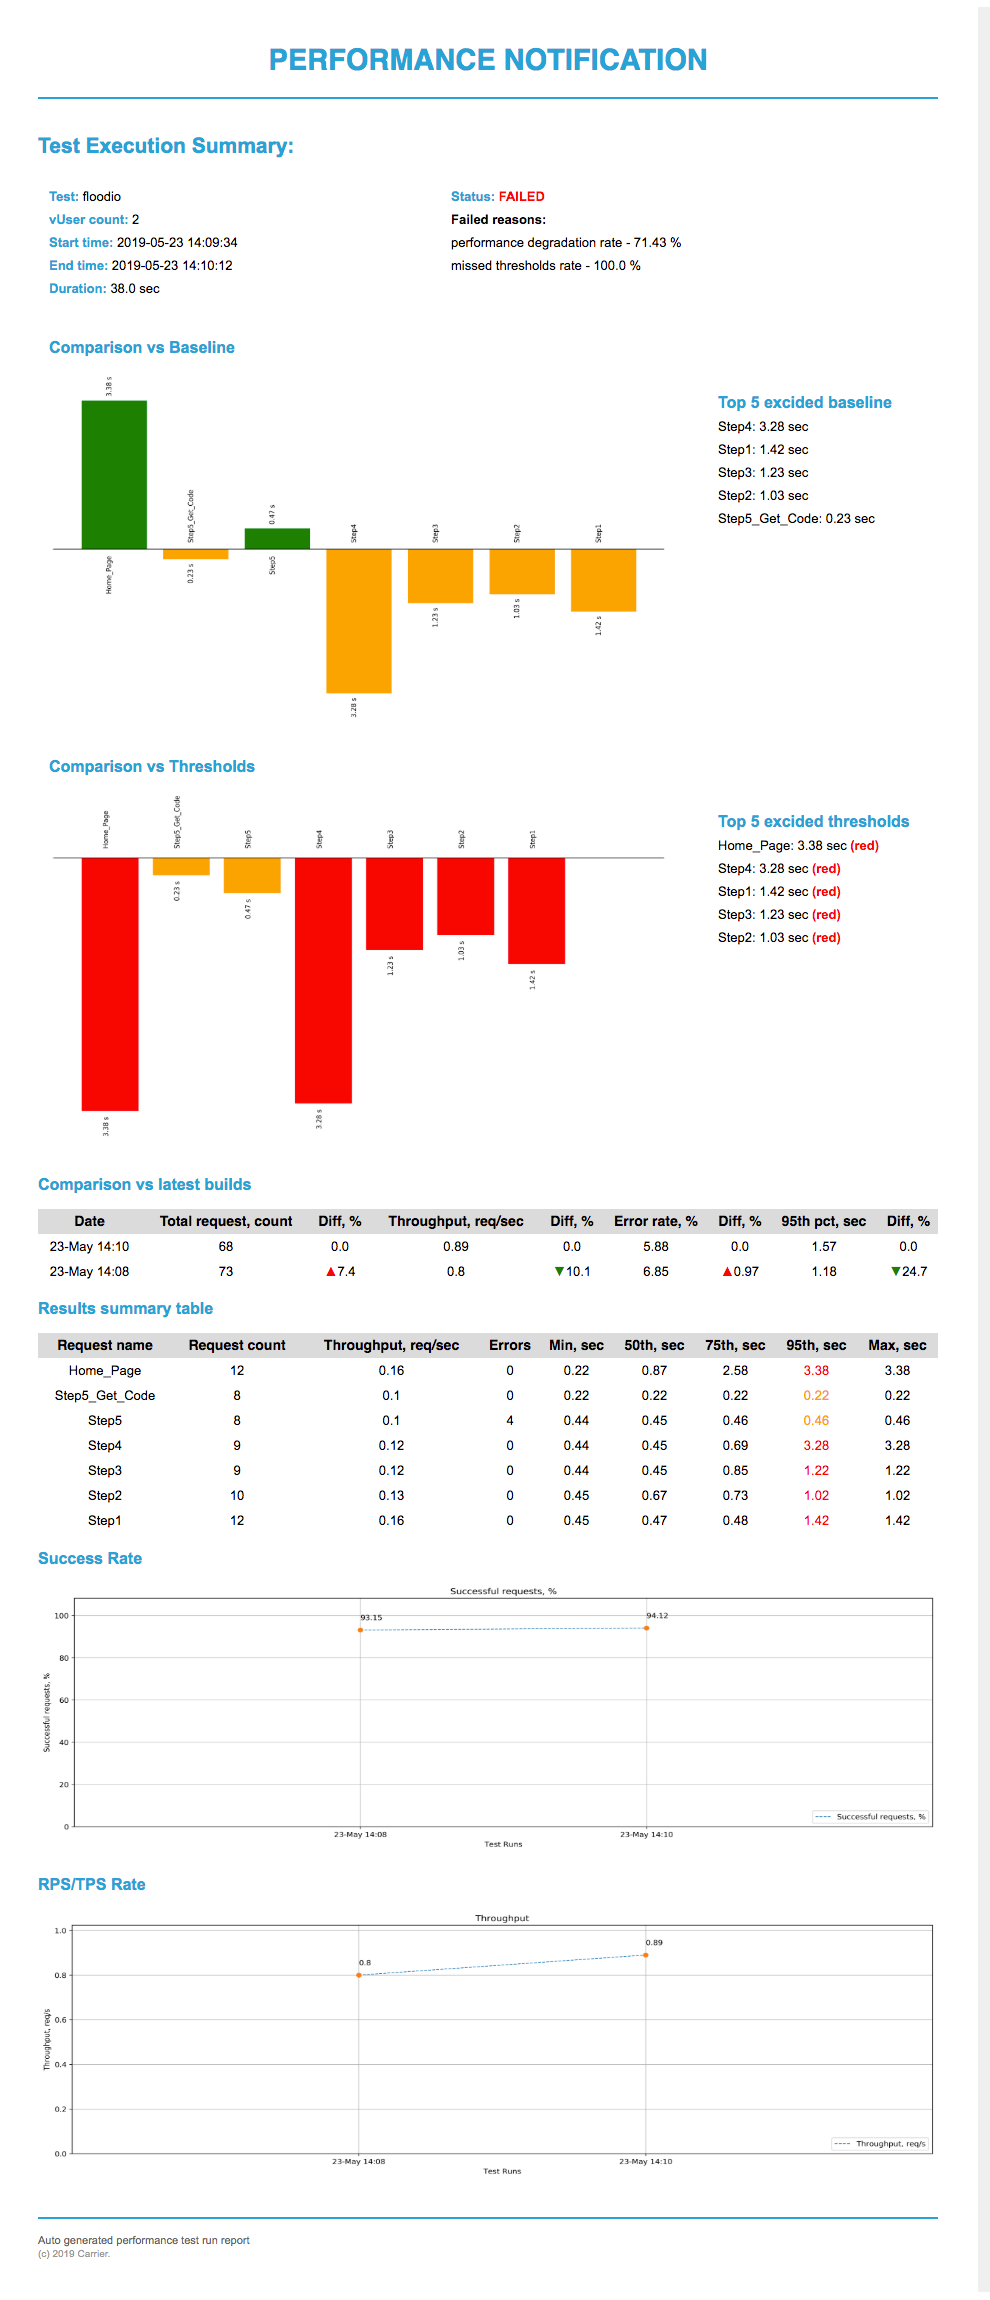 PERFORMANCE NOTIFICATION
Test Execution Summary:
Test: floodio
vUser count: 2
Start time: 2019-05-23 14:09:34
End time: 2019-05-23 14:10:12
Duration: 38.0 sec
Status: FAILED
Failed reasons:
performance degradation rate - 71.43 %
missed thresholds rate - 100.0 %
Comparison vs Baseline
3.38 s
Home_Page
Step5_Get_Code
0.23 s
0.47 s
Step5
Step4
3.28 s
Step3
1.23 s
Step2
1.03 s
Step1
1.42 s
Top 5 excided baseline
Step4: 3.28 sec
Step1: 1.42 sec
Step3: 1.23 sec
Step2: 1.03 sec
Step5_Get_Code: 0.23 sec
Comparison vs Thresholds
Home_Page
3.38 s
Step5_Get_Code
0.23 s
Step5
0.47 s
Step4
3.28 s
Step3
1.23 s
Step2
1.03 s
Step1
1.42 s
Top 5 excided thresholds
Home_Page: 3.38 sec (red)
Step4: 3.28 sec (red)
Step1: 1.42 sec (red)
Step3: 1.23 sec (red)
Step2: 1.03 sec (red)
Comparison vs latest builds
Date Total request, count Diff, % Throughput, req/sec Diff, % Error rate, % Diff, % 95th pct, sec Diff, %
23-May 14:10 68 0.0 0.89 0.0 5.88 0.0 1.57 0.0
23-May 14:08 73 ▲7.4 0.8 ▼10.1 6.85 ▲0.97 1.18 ▼24.7
Results summary table
Request name Request count Throughput, req/sec Errors Min, sec 50th, sec 75th, sec 95th, sec Max, sec
Home_Page 12 0.16 0 0.22 0.87 2.58 3.38 3.38
Step5_Get_Code 8 0.1 0 0.22 0.22 0.22 0.22 0.22
Step5 8 0.1 4 0.44 0.45 0.46 0.46 0.46
Step4 9 0.12 0 0.44 0.45 0.69 3.28 3.28
Step3 9 0.12 0 0.44 0.45 0.85 1.22 1.22
Step2 10 0.13 0 0.45 0.67 0.73 1.02 1.02
Step1 12 0.16 0 0.45 0.47 0.48 1.42 1.42
Success Rate
Successful requests, %
100
80
60
40
20
0
Successful requests, %
93.15
94.12
Successful requests, %
23-May 14:08
23-May 14:10
Test Runs
RPS/TPS Rate
Throughput
1.0
0.8
0.6
0.4
0.2
0.0
Throughput, req/s
0.8
0.89
Throughput, req/s
23-May 14:08
23-May 14:10
Test Runs
Auto generated performance test run report
(c) 2019 Carrier.